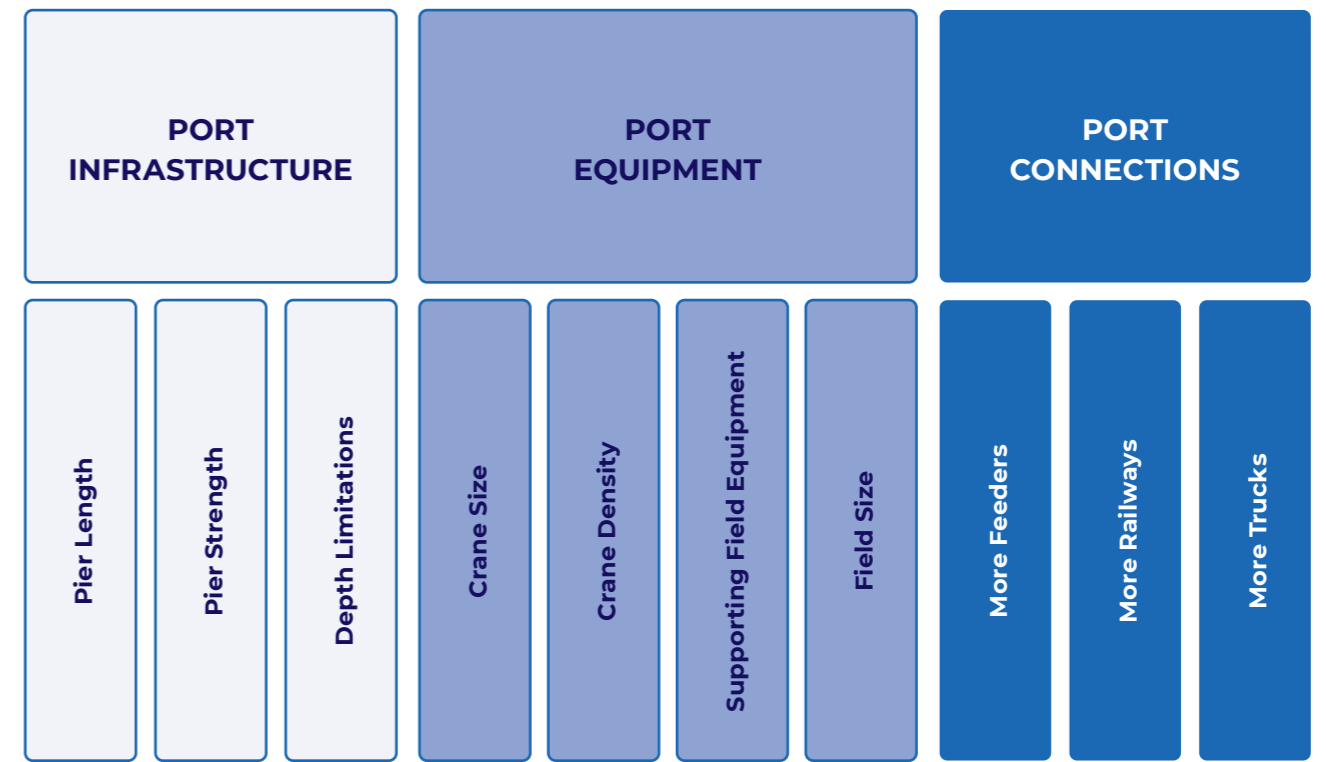 PORT
INFRASTRUCTURE
PORT
EQUIPMENT
PORT
CONNECTIONS
Pier Length
Pier Strength
Depth Limitations
Crane Size
Crane Density
Supporting Field Equipment
Field Size
More Feeders
More Railways
More Trucks